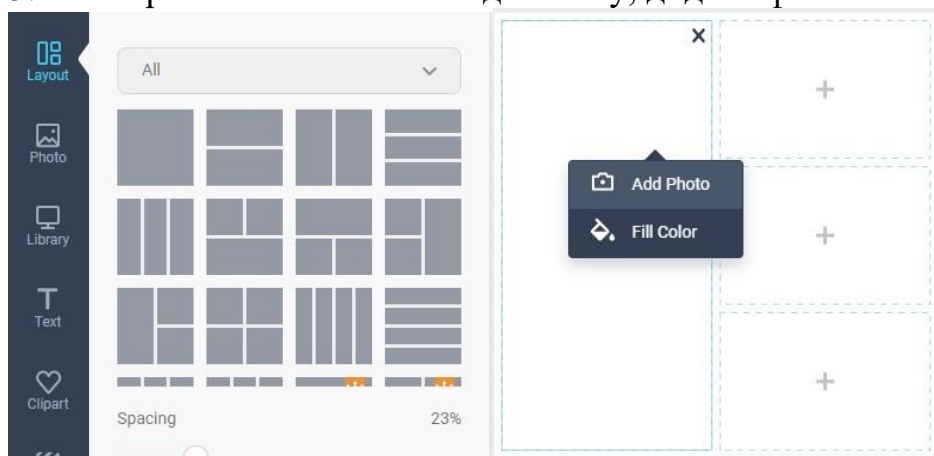 Layout
Photo
Library
Text
Clipart
All
Spacing 23%
Add Photo
Fill Color